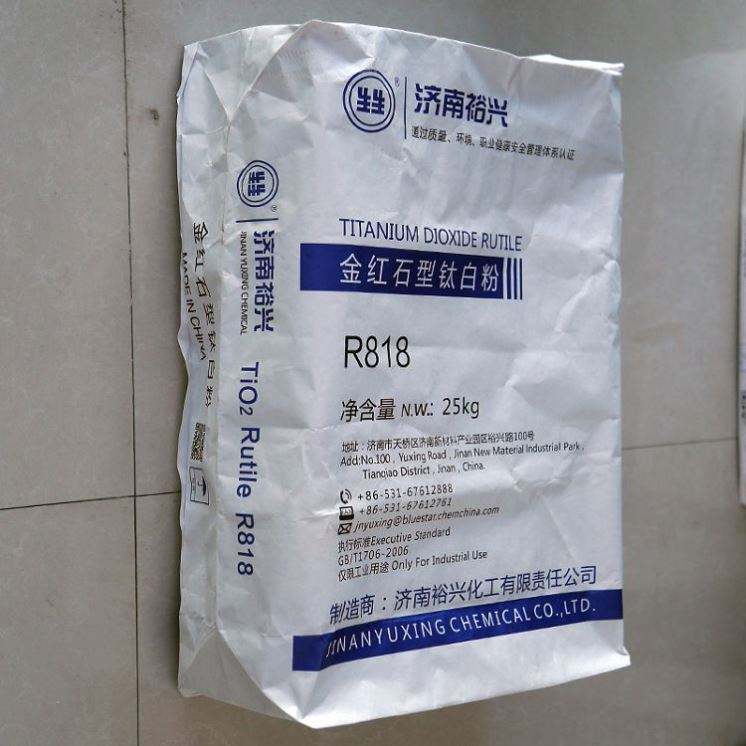 ®
济南裕兴
通过质量、环境、职业健康安全管理体系认证
TITANIUM DIOXIDE RUTILE
金红石型钛白粉
R818
净含量 N.W.: 25kg
地址：济南市天桥区济南新材料产业园区裕兴路100号
Add:No.100 , Yuxing Road , Jinan New Material Industrial Park ,
Tianqiao District , Jinan , China.
+86-531-67612888
+86-531-67612761
jnyuxing@bluestar.chemchina.com
执行标准Executive Standard
GB/T1706-2006
仅限工业用途 Only For Industrial Use
制造商：济南裕兴化工有限责任公司
JINANYUXING CHEMICAL CO.,LTD.
®
济南裕兴
JINAN YUXING CHEMICAL
TiO2 Rutile R818
金红石型钛白粉
MADE IN CHINA